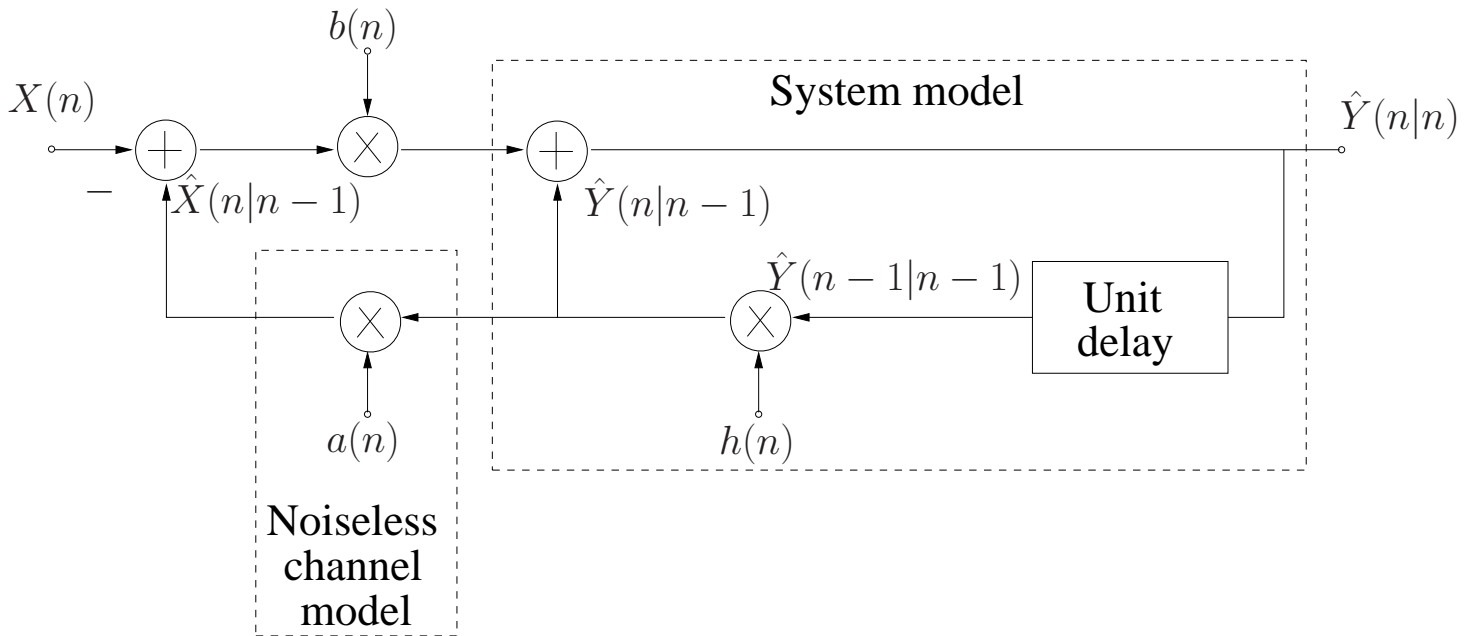 b(n)
System model
X(n)
Ŷ(n|n)
+
×
+
−
X̂(n|n − 1)
Ŷ(n|n − 1)
Ŷ(n − 1|n − 1)
×
×
Unit
delay
a(n)
h(n)
Noiseless
channel
model